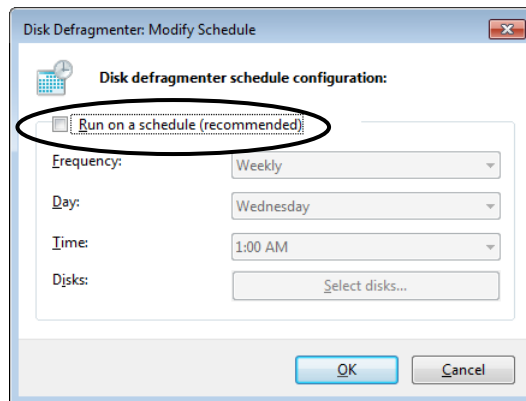 Disk Defragmenter: Modify Schedule
Disk defragmenter schedule configuration:
Run on a schedule (recommended)
Frequency: Weekly
Day: Wednesday
Time: 1:00 AM
Disks: Select disks...
OK Cancel